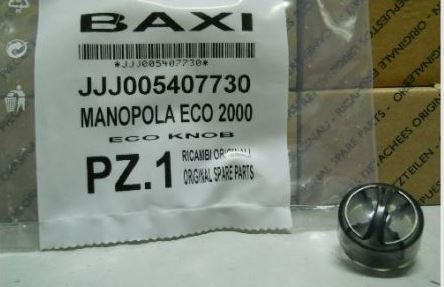 BAXI
*JJJ005407730*
JJJ005407730
MANOPOLA ECO 2000
ECO KNOB
PZ.1
RICAMBI ORIGINALI
ORIGINAL SPARE PARTS